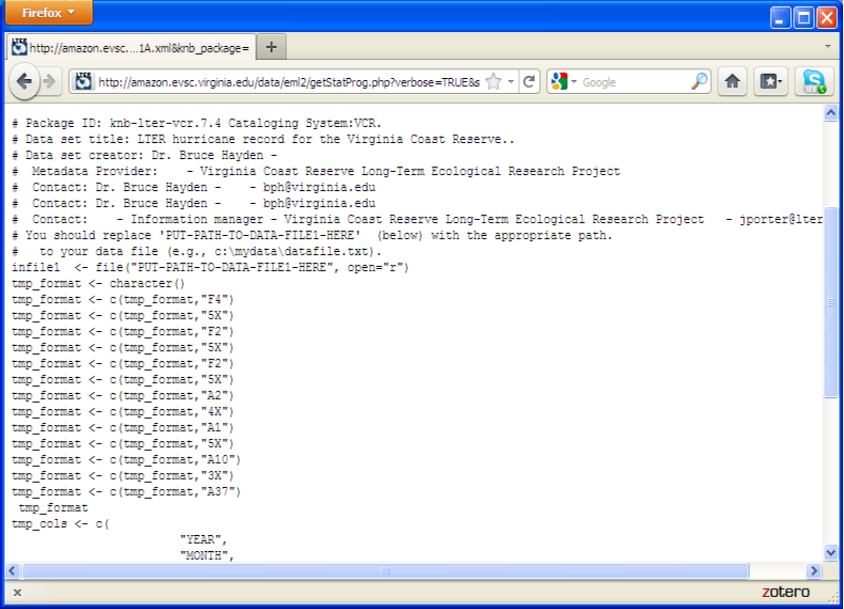 Firefox
http://amazon.evsc....1A.xml&knb_package=
http://amazon.evsc.virginia.edu/data/eml2/getStatProg.php?verbose=TRUE&s
Google
# Package ID: knb-lter-vcr.7.4 Cataloging System:VCR.
# Data set title: LTER hurricane record for the Virginia Coast Reserve..
# Data set creator: Dr. Bruce Hayden -
#  Metadata Provider:    - Virginia Coast Reserve Long-Term Ecological Research Project
#  Contact: Dr. Bruce Hayden -    - bph@virginia.edu
#  Contact: Dr. Bruce Hayden -    - bph@virginia.edu
#  Contact:    - Information manager - Virginia Coast Reserve Long-Term Ecological Research Project   - jporter@lter
# You should replace 'PUT-PATH-TO-DATA-FILE1-HERE'  (below) with the appropriate path.
#   to your data file (e.g., c:\mydata\datafile.txt).
infile1  <- file("PUT-PATH-TO-DATA-FILE1-HERE", open="r")
tmp_format <- character()
tmp_format <- c(tmp_format,"F4")
tmp_format <- c(tmp_format,"5X")
tmp_format <- c(tmp_format,"F2")
tmp_format <- c(tmp_format,"5X")
tmp_format <- c(tmp_format,"F2")
tmp_format <- c(tmp_format,"5X")
tmp_format <- c(tmp_format,"A2")
tmp_format <- c(tmp_format,"4X")
tmp_format <- c(tmp_format,"A1")
tmp_format <- c(tmp_format,"5X")
tmp_format <- c(tmp_format,"A10")
tmp_format <- c(tmp_format,"3X")
tmp_format <- c(tmp_format,"A37")
 tmp_format
tmp_cols <- c(
"YEAR",
"MONTH",
zotero